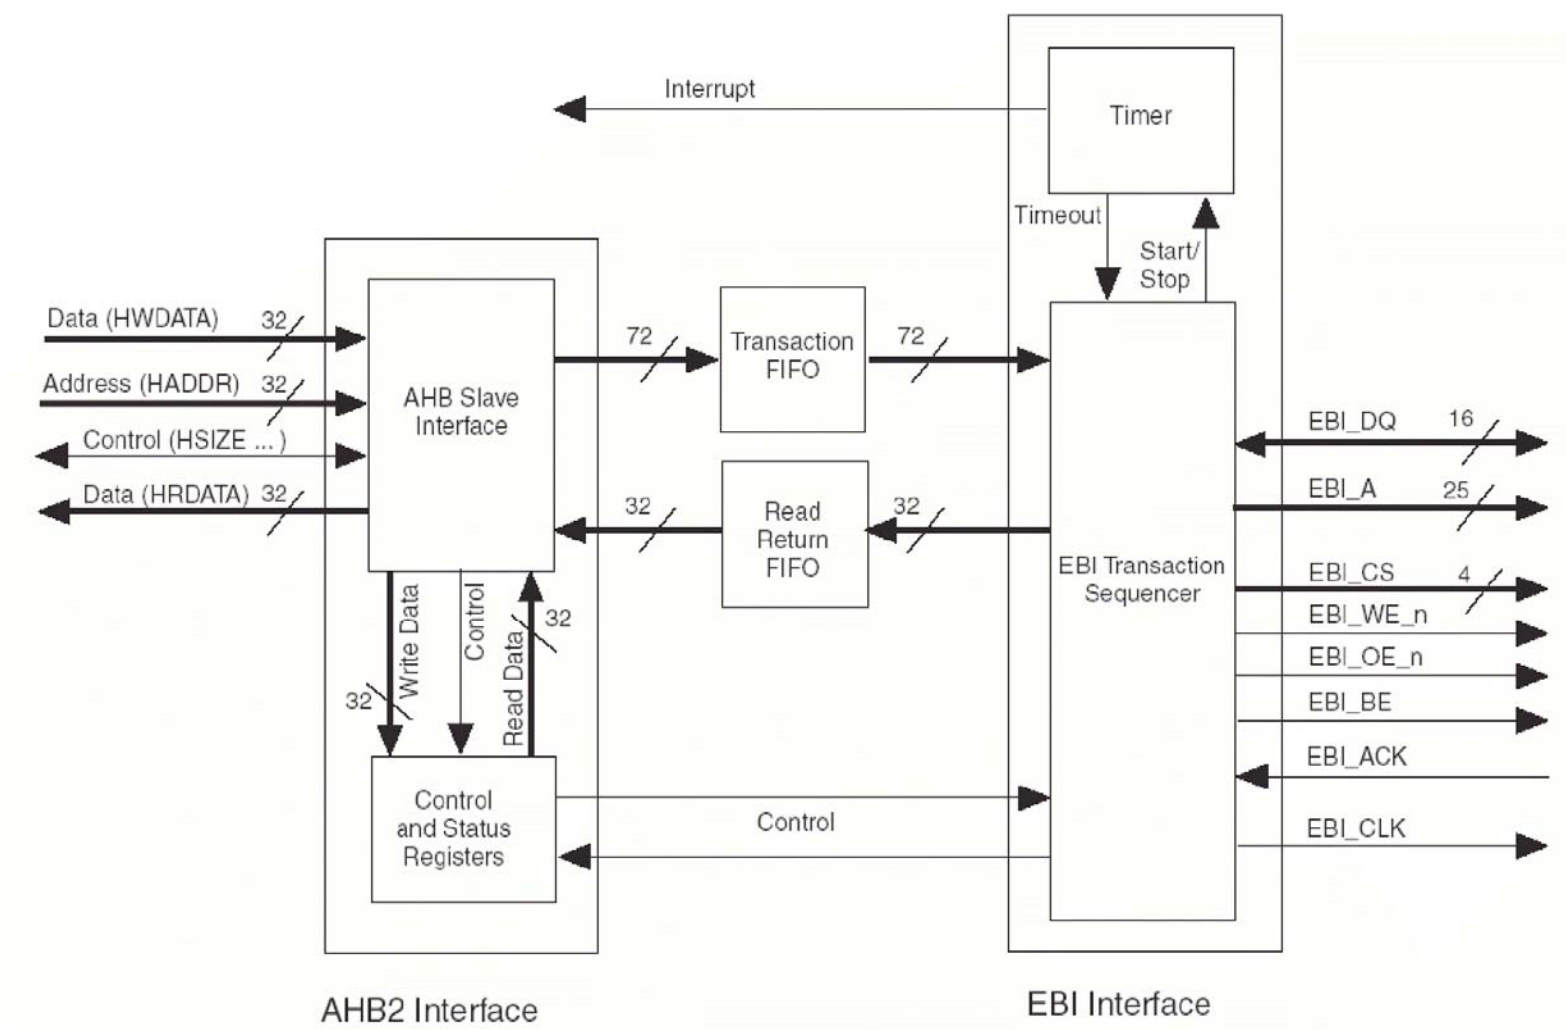 Interrupt
Timer
Timeout
Start/
Stop
Data (HWDATA)
32
Address (HADDR)
32
Control (HSIZE ... )
Data (HRDATA)
32
AHB Slave
Interface
72
Transaction
FIFO
72
32
Read
Return
FIFO
32
EBI Transaction
Sequencer
EBI_DQ
16
EBI_A
25
EBI_CS
4
EBI_WE_n
EBI_OE_n
EBI_BE
EBI_ACK
EBI_CLK
32
Write Data
Control
Read Data
32
Control
and Status
Registers
Control
AHB2 Interface
EBI Interface